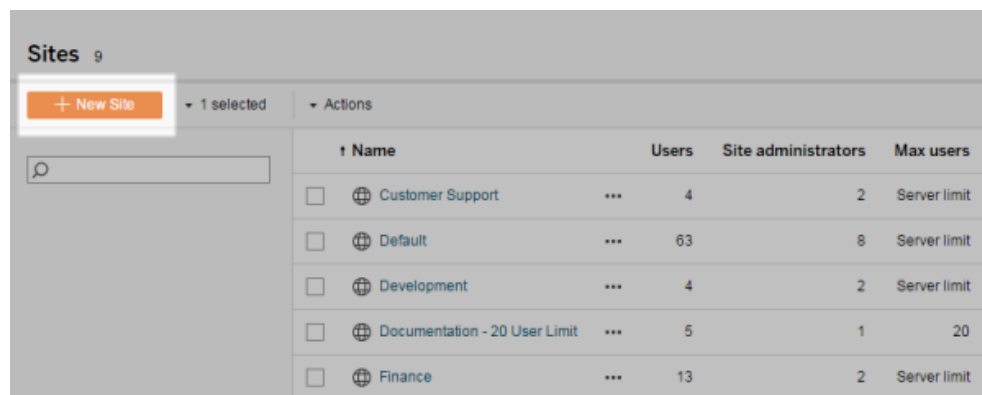 Sites 9
+ New Site 1 selected Actions
↑ Name Users Site administrators Max users
Customer Support ••• 4 2 Server limit
Default ••• 63 8 Server limit
Development ••• 4 2 Server limit
Documentation - 20 User Limit ••• 5 1 20
Finance ••• 13 2 Server limit